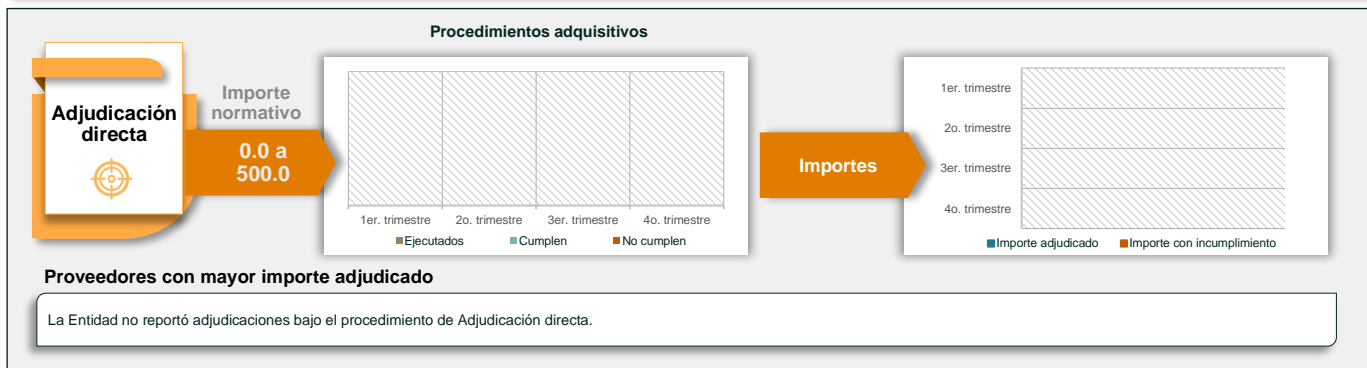 Procedimientos adquisitivos
Adjudicación
directa
Importe
normativo
0.0 a
500.0
1er. trimestre 2o. trimestre 3er. trimestre 4o. trimestre
Ejecutados Cumplen No cumplen
Importes
1er. trimestre
2o. trimestre
3er. trimestre
4o. trimestre
Importe adjudicado Importe con incumplimiento
Proveedores con mayor importe adjudicado
La Entidad no reportó adjudicaciones bajo el procedimiento de Adjudicación directa.